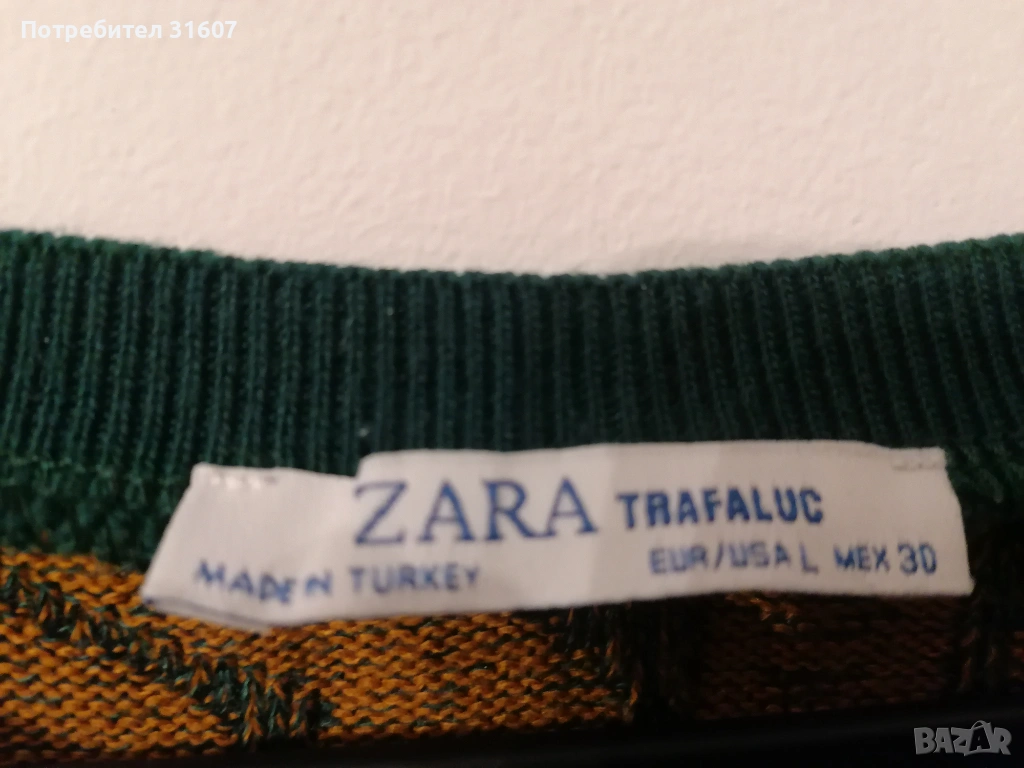 Потребител 31607
ZARA TRAFALUC
MADE IN TURKEY EUR/USA L MEX 30
BAZAR